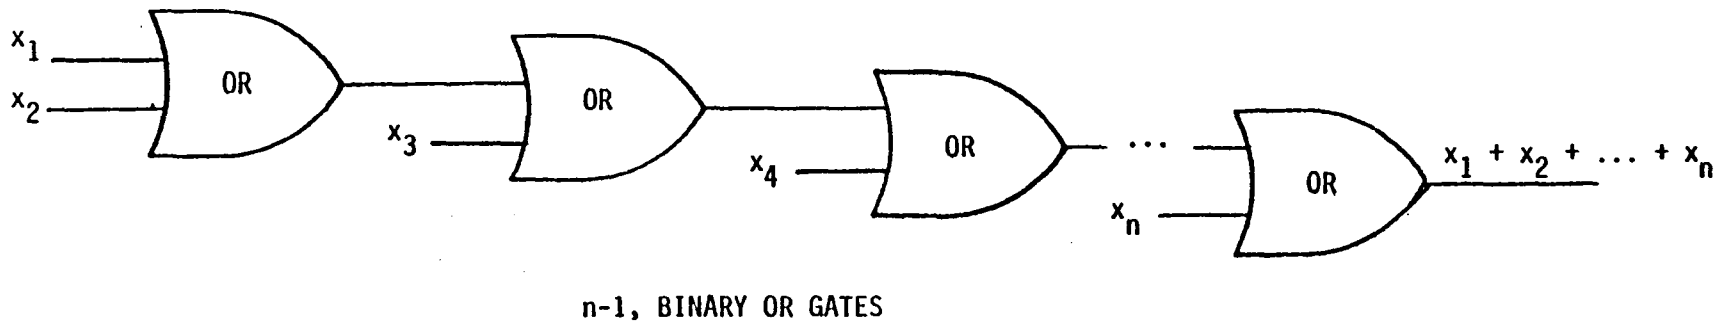 x1
x2
OR
x3
OR
x4
OR
...
xn
OR
x1 + x2 + ... + xn
n-1, BINARY OR GATES